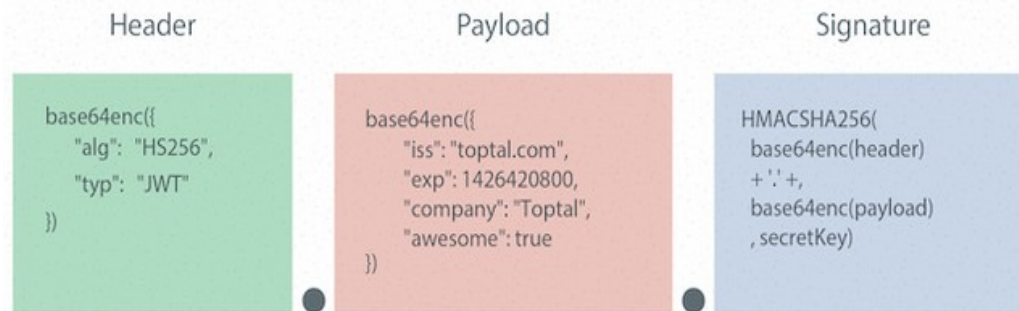 Header
Payload
Signature
base64enc({
"alg": "HS256",
"typ": "JWT"
})
base64enc({
"iss": "toptal.com",
"exp": 1426420800,
"company": "Toptal",
"awesome": true
})
HMACSHA256(
base64enc(header)
+ '.' +,
base64enc(payload)
, secretKey)